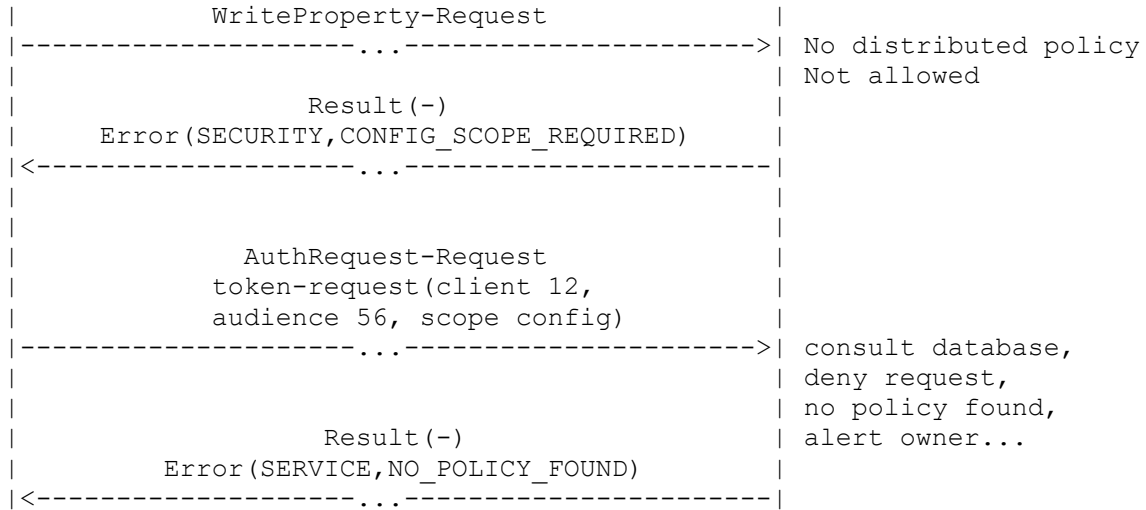 |            WriteProperty-Request               |
|---------------------...---------------------->| No distributed policy
|                                                | Not allowed
|                  Result(-)                     |
|     Error(SECURITY,CONFIG_SCOPE_REQUIRED)      |
|<--------------------...-----------------------|
|                                                |
|                                                |
|              AuthRequest-Request               |
|            token-request(client 12,            |
|            audience 56, scope config)          |
|---------------------...---------------------->| consult database,
|                                                | deny request,
|                                                | no policy found,
|                   Result(-)                    | alert owner...
|         Error(SERVICE,NO_POLICY_FOUND)         |
|<--------------------...-----------------------|